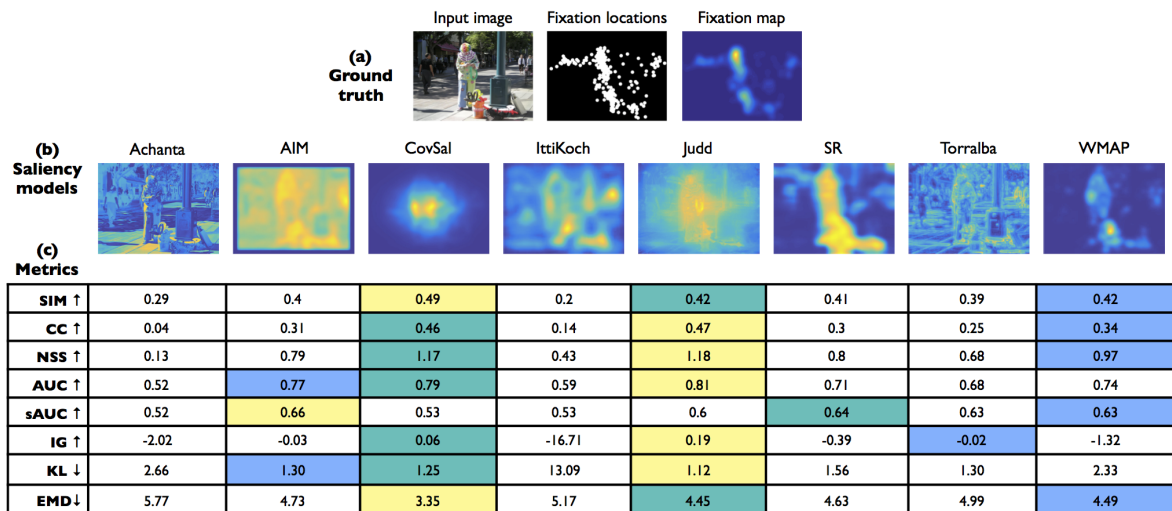 Input image Fixation locations Fixation map
(a)
Ground
truth
(b)
Saliency
models
Achanta AIM CovSal IttiKoch Judd SR Torralba WMAP
(c)
Metrics
SIM ↑ 0.29 0.4 0.49 0.2 0.42 0.41 0.39 0.42
CC ↑ 0.04 0.31 0.46 0.14 0.47 0.3 0.25 0.34
NSS ↑ 0.13 0.79 1.17 0.43 1.18 0.8 0.68 0.97
AUC ↑ 0.52 0.77 0.79 0.59 0.81 0.71 0.68 0.74
sAUC ↑ 0.52 0.66 0.53 0.53 0.6 0.64 0.63 0.63
IG ↑ -2.02 -0.03 0.06 -16.71 0.19 -0.39 -0.02 -1.32
KL ↓ 2.66 1.30 1.25 13.09 1.12 1.56 1.30 2.33
EMD↓ 5.77 4.73 3.35 5.17 4.45 4.63 4.99 4.49